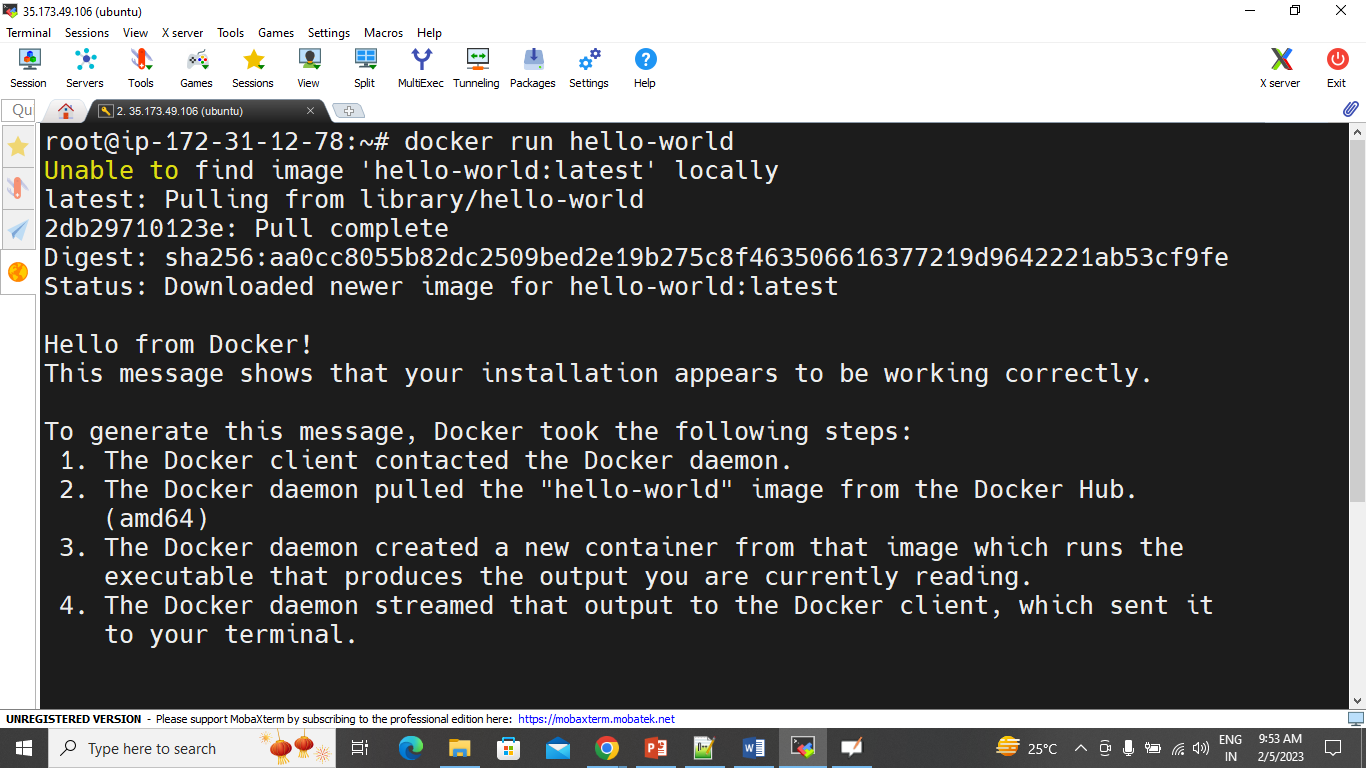 35.173.49.106 (ubuntu)
Terminal Sessions View X server Tools Games Settings Macros Help
Session Servers Tools Games Sessions View Split MultiExec Tunneling Packages Settings Help X server Exit
Qu 2. 35.173.49.106 (ubuntu)
root@ip-172-31-12-78:~# docker run hello-world
Unable to find image 'hello-world:latest' locally
latest: Pulling from library/hello-world
2db29710123e: Pull complete
Digest: sha256:aa0cc8055b82dc2509bed2e19b275c8f463506616377219d9642221ab53cf9fe
Status: Downloaded newer image for hello-world:latest
Hello from Docker!
This message shows that your installation appears to be working correctly.
To generate this message, Docker took the following steps:
1. The Docker client contacted the Docker daemon.
2. The Docker daemon pulled the "hello-world" image from the Docker Hub.
(amd64)
3. The Docker daemon created a new container from that image which runs the
executable that produces the output you are currently reading.
4. The Docker daemon streamed that output to the Docker client, which sent it
to your terminal.
UNREGISTERED VERSION - Please support MobaXterm by subscribing to the professional edition here: https://mobaxterm.mobatek.net
Type here to search 25°C ENG 9:53 AM
IN 2/5/2023